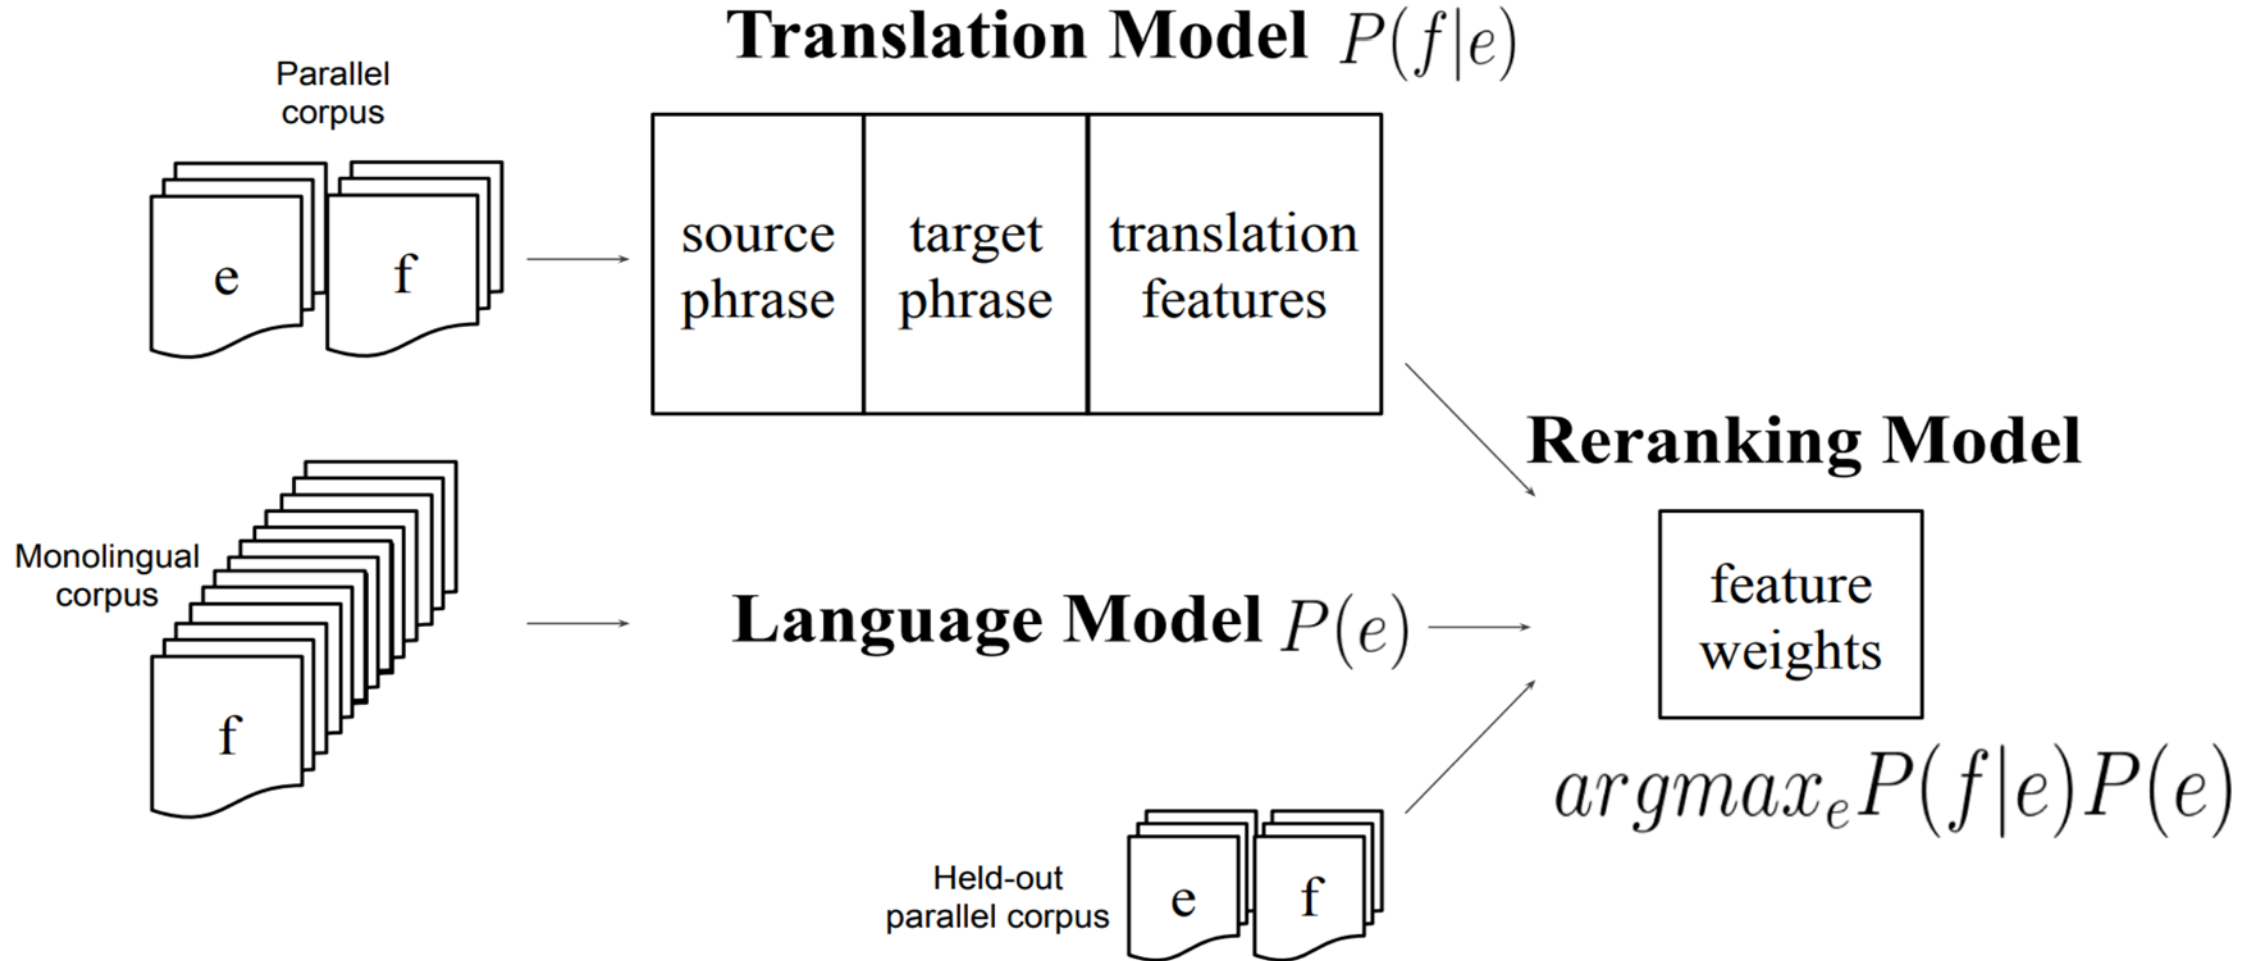 Translation Model P(f|e)
Parallel
corpus
e
f
source
phrase
target
phrase
translation
features
Reranking Model
Monolingual
corpus
f
Language Model P(e)
feature
weights
argmaxₑP(f|e)P(e)
Held-out
parallel corpus
e
f